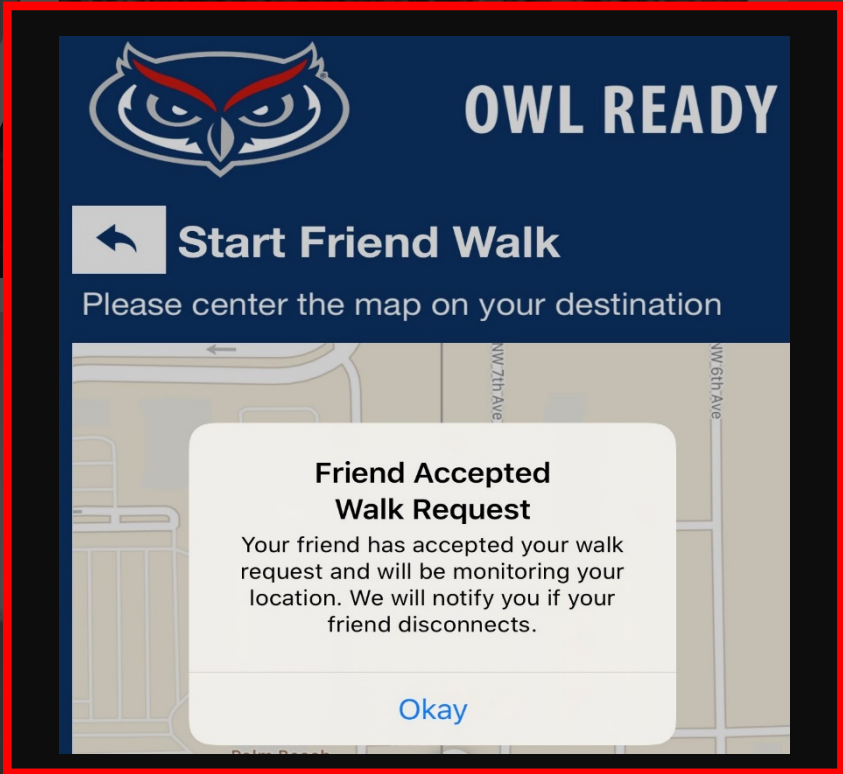 OWL READY
Start Friend Walk
Please center the map on your destination
NW 7th Ave
NW 6th Ave
Friend Accepted
Walk Request
Your friend has accepted your walk
request and will be monitoring your
location. We will notify you if your
friend disconnects.
Okay
Palm Beach